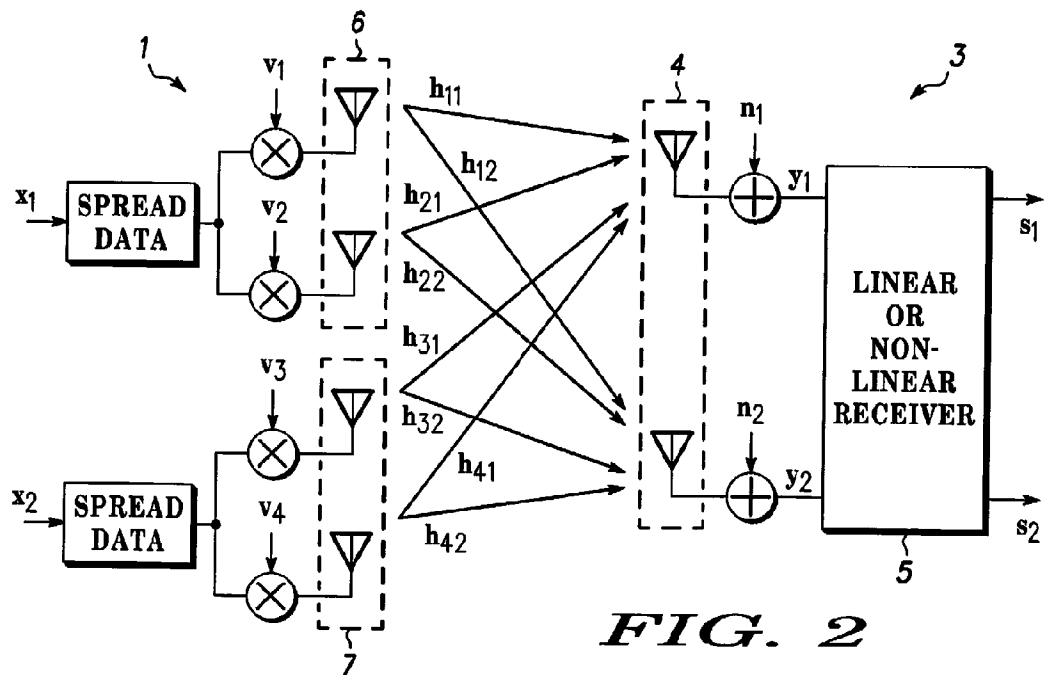 1
6
v1
h11
4
3
n1
h12
x1
SPREAD
DATA
v2
h21
y1
s1
h22
LINEAR
OR
NON-
LINEAR
RECEIVER
h31
v3
h32
n2
x2
SPREAD
DATA
v4
h41
y2
h42
s2
5
7
FIG. 2